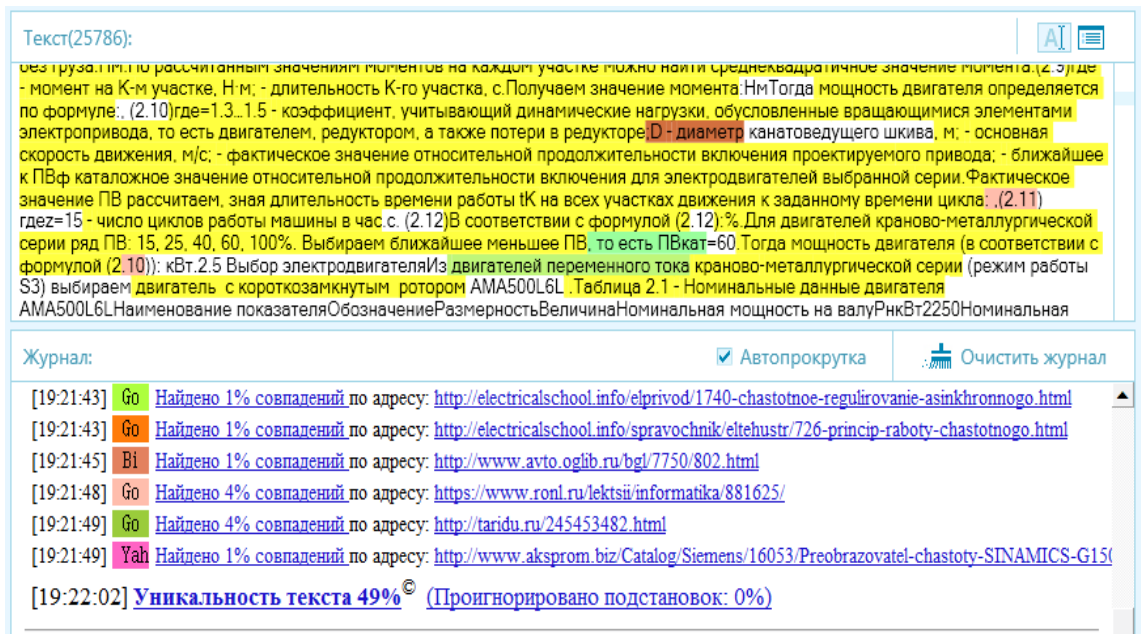 Текст(25786):
без груза.Нм.По рассчитанным значениям моментов на каждом участке можно найти среднеквадратичное значение момента.(2.9)где
- момент на К-м участке, Н·м; - длительность К-го участка, с.Получаем значение момента:НмТогда мощность двигателя определяется
по формуле:, (2.10)где=1.3…1.5 - коэффициент, учитывающий динамические нагрузки, обусловленные вращающимися элементами
электропривода, то есть двигателем, редуктором, а также потери в редукторе;D - диаметр канатоведущего шкива, м; - основная
скорость движения, м/с; - фактическое значение относительной продолжительности включения проектируемого привода; - ближайшее
к ПВф каталожное значение относительной продолжительности включения для электродвигателей выбранной серии.Фактическое
значение ПВ рассчитаем, зная длительность времени работы tК на всех участках движения к заданному времени цикла: ,(2.11)
гдеz=15 - число циклов работы машины в час.с. (2.12)В соответствии с формулой (2.12):%.Для двигателей краново-металлургической
серии ряд ПВ: 15, 25, 40, 60, 100%. Выбираем ближайшее меньшее ПВ, то есть ПВкат=60.Тогда мощность двигателя (в соответствии с
формулой (2.10)): кВт.2.5 Выбор электродвигателяИз двигателей переменного тока краново-металлургической серии (режим работы
S3) выбираем двигатель с короткозамкнутым ротором AMA500L6L .Таблица 2.1 - Номинальные данные двигателя
AMA500L6LНаименование показателяОбозначениеРазмерностьВеличинаНоминальная мощность на валуPнкВт2250Номинальная
Журнал:
Автопрокрутка
Очистить журнал
[19:21:43] Go Найдено 1% совпадений по адресу: http://electricalschool.info/elprivod/1740-chastotnoe-regulirovanie-asinkhronnogo.html
[19:21:43] Go Найдено 1% совпадений по адресу: http://electricalschool.info/spravochnik/eltehustr/726-princip-raboty-chastotnogo.html
[19:21:45] Bi Найдено 1% совпадений по адресу: http://www.avto.oglib.ru/bgl/7750/802.html
[19:21:48] Go Найдено 4% совпадений по адресу: https://www.ronl.ru/lektsii/informatika/881625/
[19:21:49] Go Найдено 4% совпадений по адресу: http://taridu.ru/245453482.html
[19:21:49] Yah Найдено 1% совпадений по адресу: http://www.aksprom.biz/Catalog/Siemens/16053/Preobrazovatel-chastoty-SINAMICS-G150
[19:22:02] Уникальность текста 49%© (Проигнорировано подстановок: 0%)